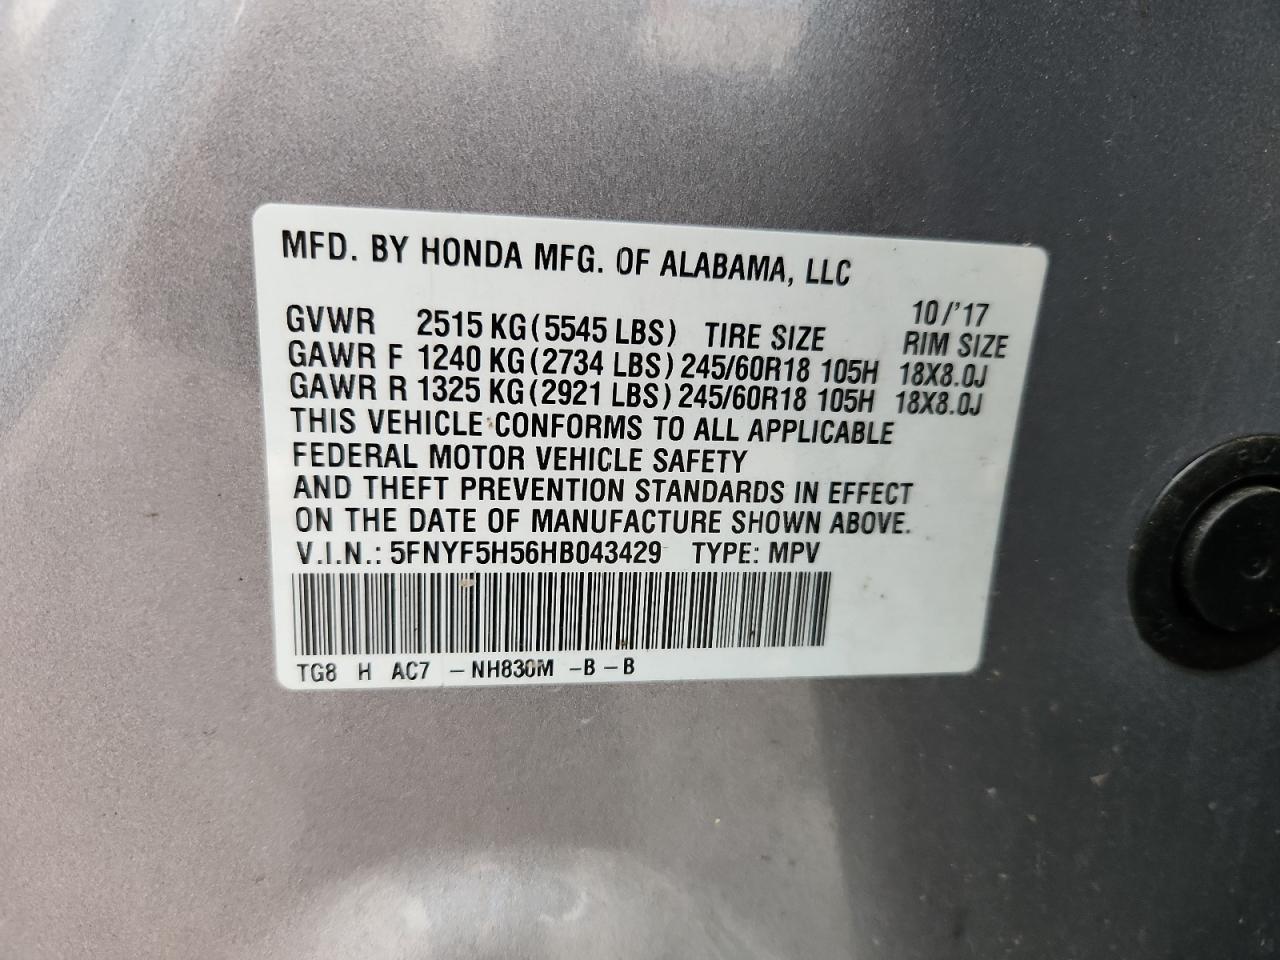 MFD. BY HONDA MFG. OF ALABAMA, LLC
10/'17
GVWR 2515 KG (5545 LBS) TIRE SIZE RIM SIZE
GAWR F 1240 KG (2734 LBS) 245/60R18 105H 18X8.0J
GAWR R 1325 KG (2921 LBS) 245/60R18 105H 18X8.0J
THIS VEHICLE CONFORMS TO ALL APPLICABLE
FEDERAL MOTOR VEHICLE SAFETY
AND THEFT PREVENTION STANDARDS IN EFFECT
ON THE DATE OF MANUFACTURE SHOWN ABOVE.
V.I.N.: 5FNYF5H56HB043429 TYPE: MPV
TG8 H AC7 -NH830M -B -B